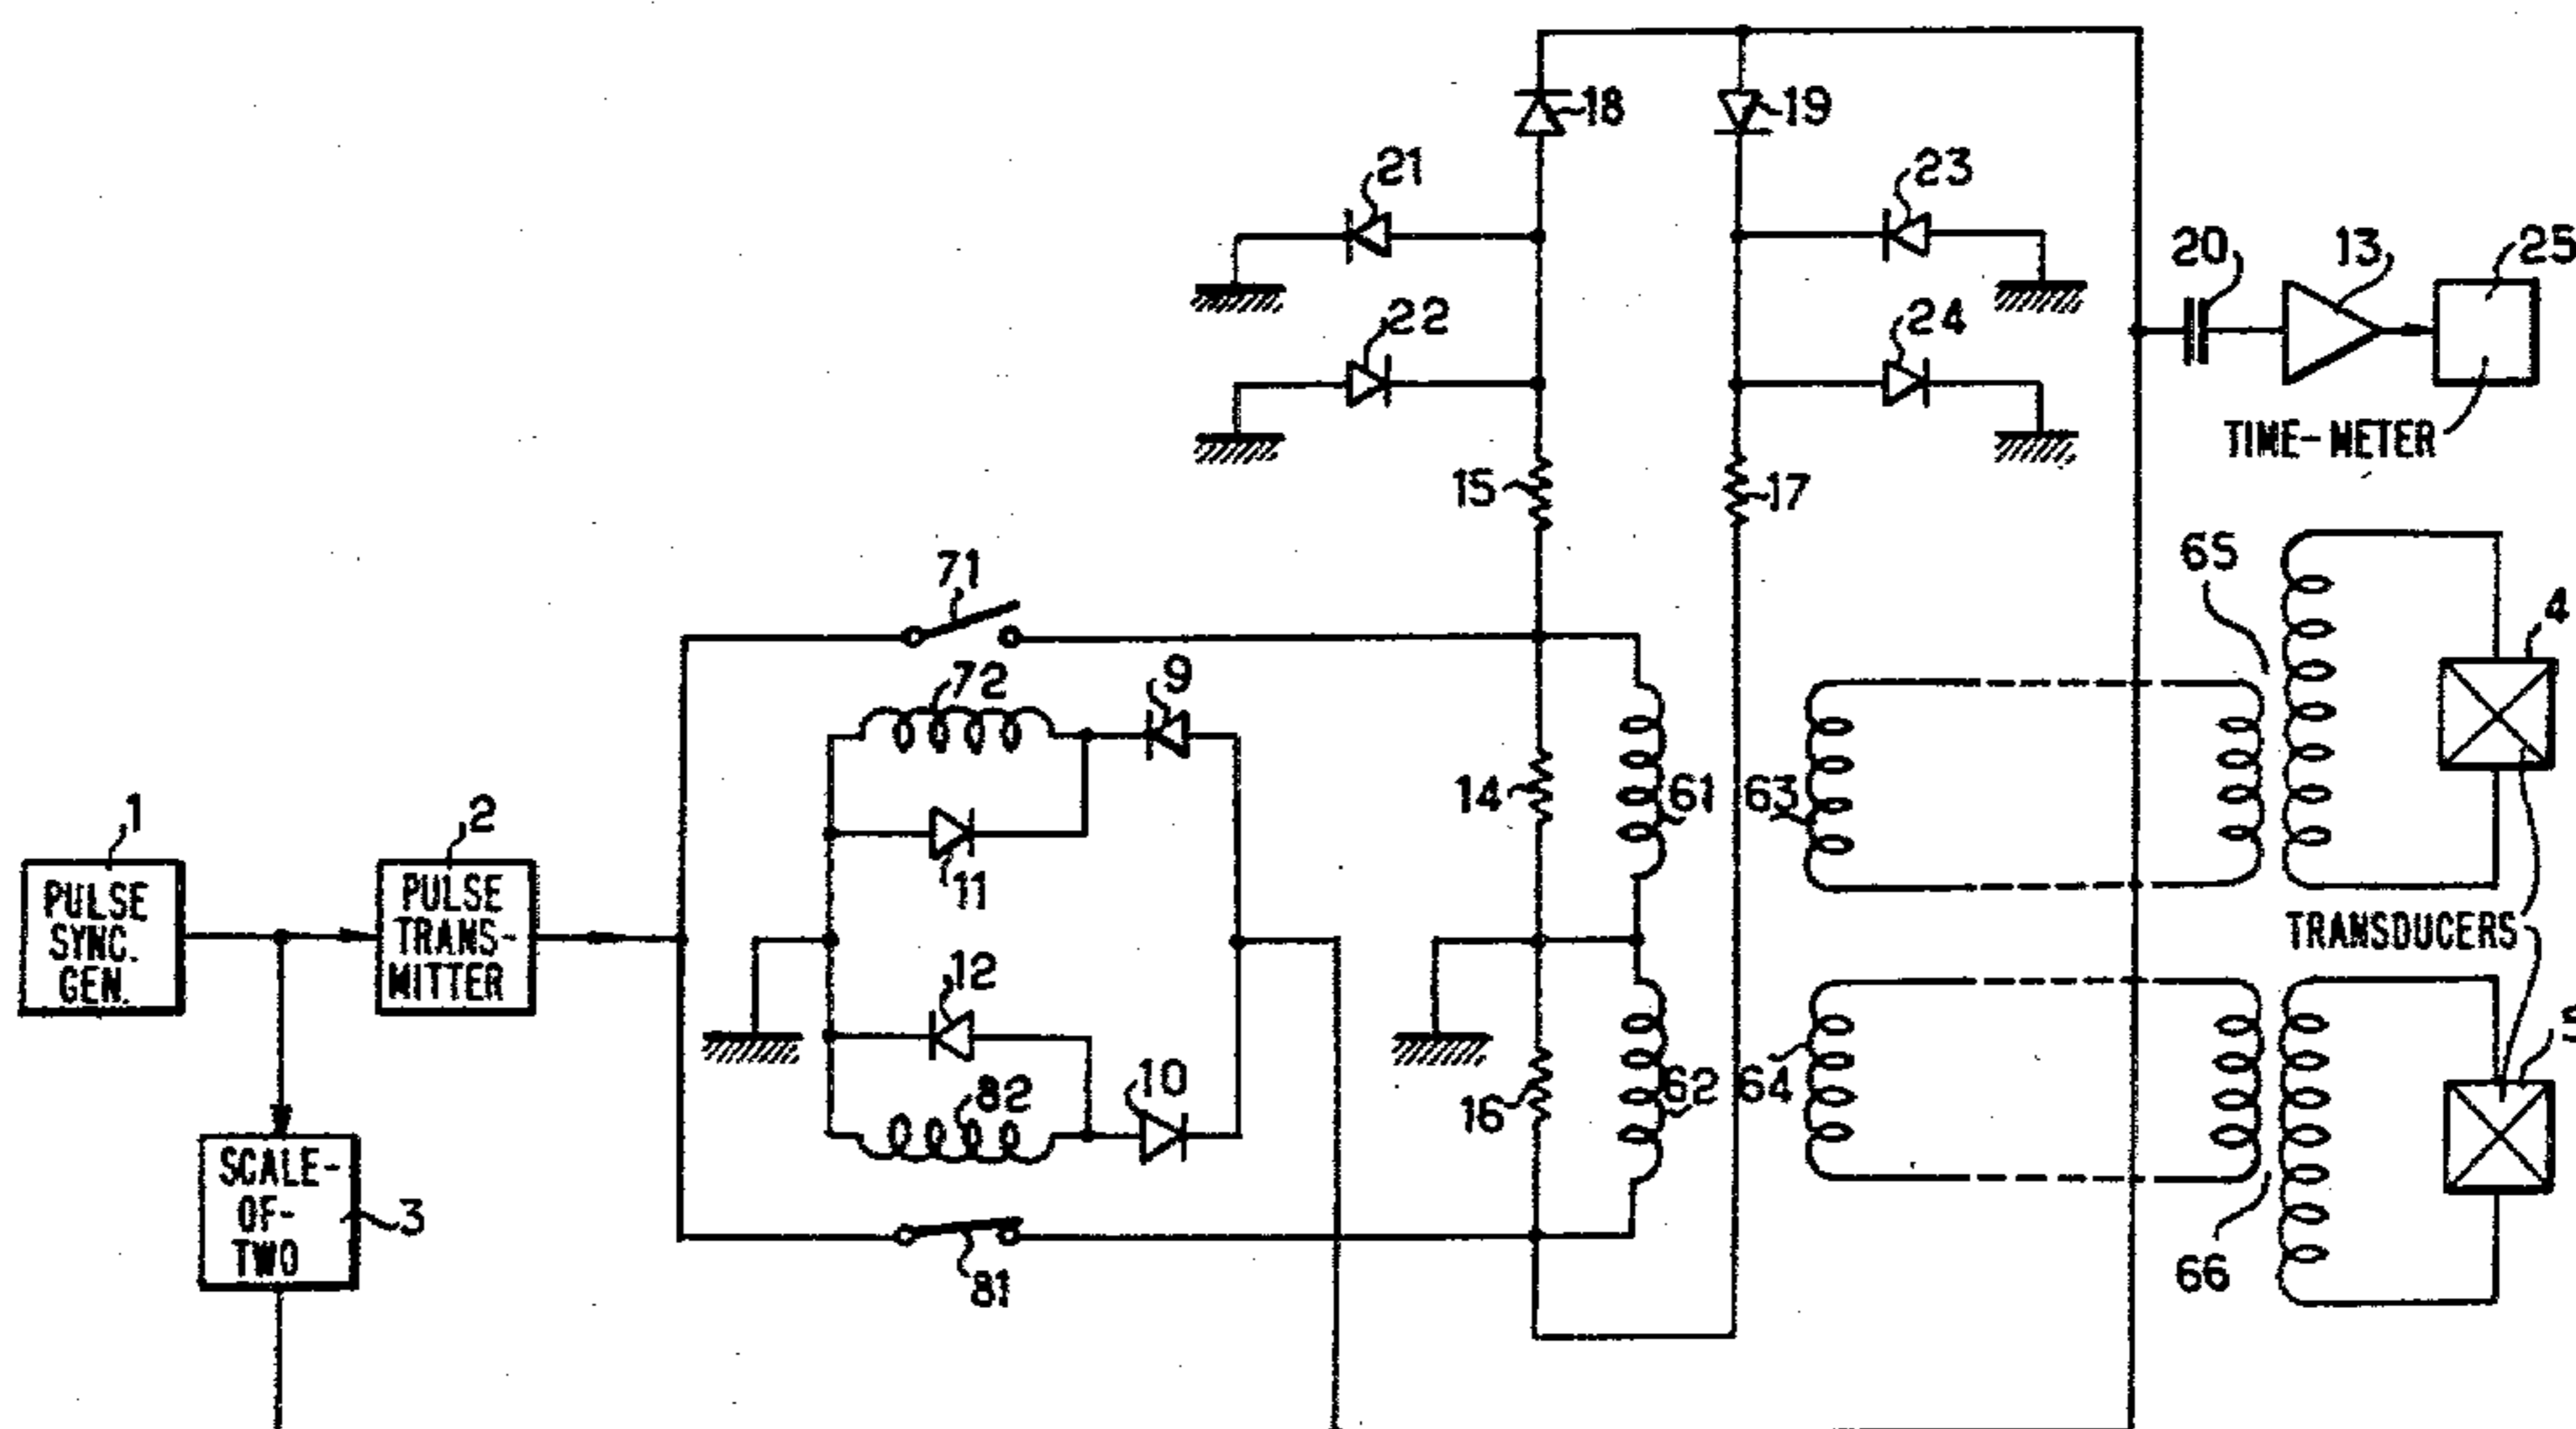 18
19
21
23
20
13
25
22
24
TIME-METER
15
17
71
65
4
72
9
14
61
63
1
2
11
PULSE
SYNC.
GEN.
PULSE
TRANS-
MITTER
TRANSDUCERS
12
10
82
16
62
64
5
SCALE-
OF-
TWO
3
81
66